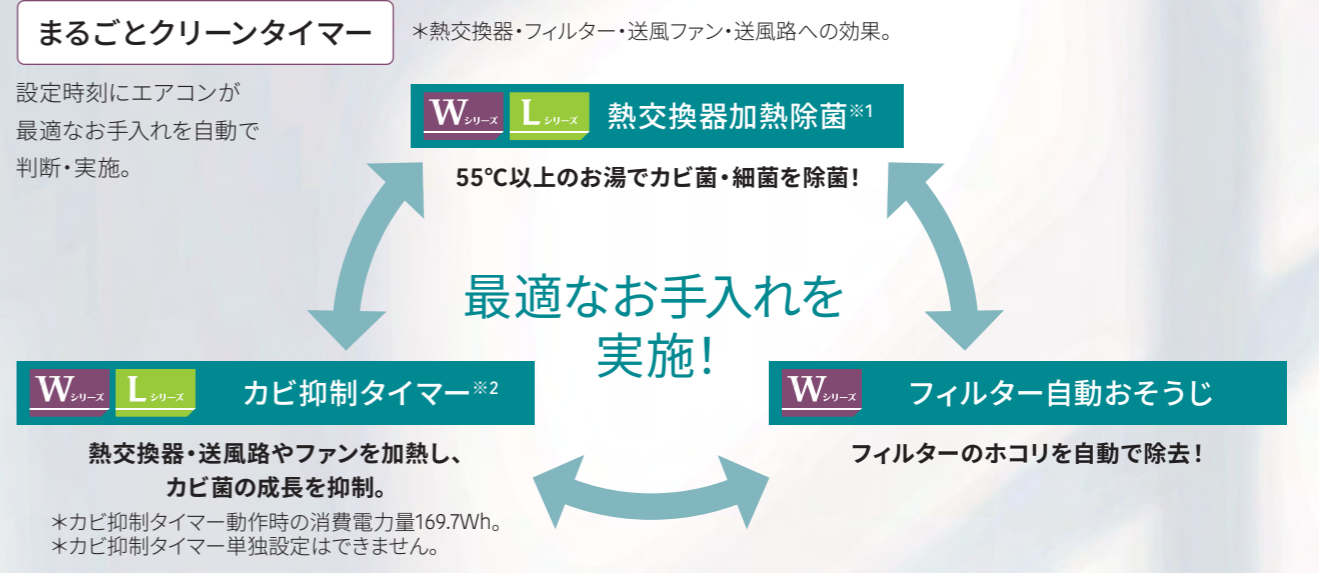 まるごとクリーンタイマー
＊熱交換器・フィルター・送風ファン・送風路への効果。
設定時刻にエアコンが
最適なお手入れを自動で
判断・実施。
Wシリーズ Lシリーズ 熱交換器加熱除菌※1
55℃以上のお湯でカビ菌・細菌を除菌！
最適なお手入れを
実施！
Wシリーズ Lシリーズ カビ抑制タイマー※2
熱交換器・送風路やファンを加熱し、
カビ菌の成長を抑制。
＊カビ抑制タイマー動作時の消費電力量169.7Wh。
＊カビ抑制タイマー単独設定はできません。
Wシリーズ フィルター自動おそうじ
フィルターのホコリを自動で除去！